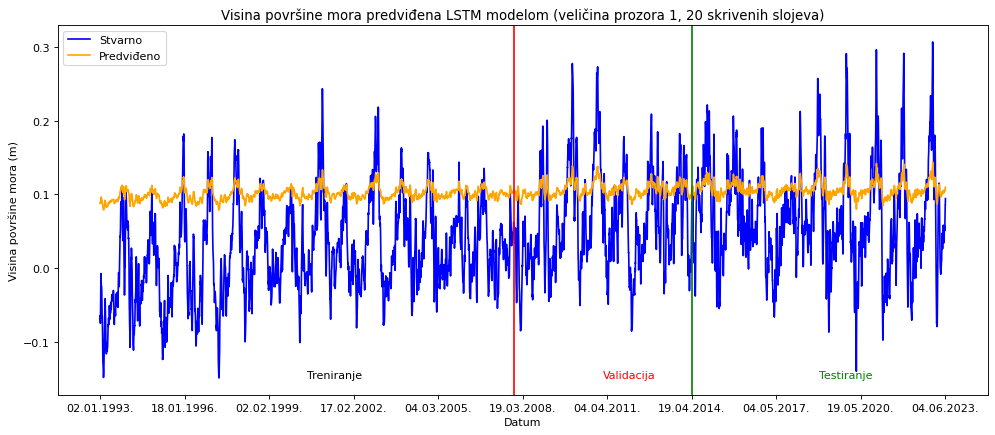 Visina površine mora predviđena LSTM modelom (veličina prozora 1, 20 skrivenih slojeva)
Stvarno
Predviđeno
Visina površine mora (m)
0.3
0.2
0.1
0.0
−0.1
Treniranje
Validacija
Testiranje
02.01.1993.
18.01.1996.
02.02.1999.
17.02.2002.
04.03.2005.
19.03.2008.
04.04.2011.
19.04.2014.
04.05.2017.
19.05.2020.
04.06.2023.
Datum